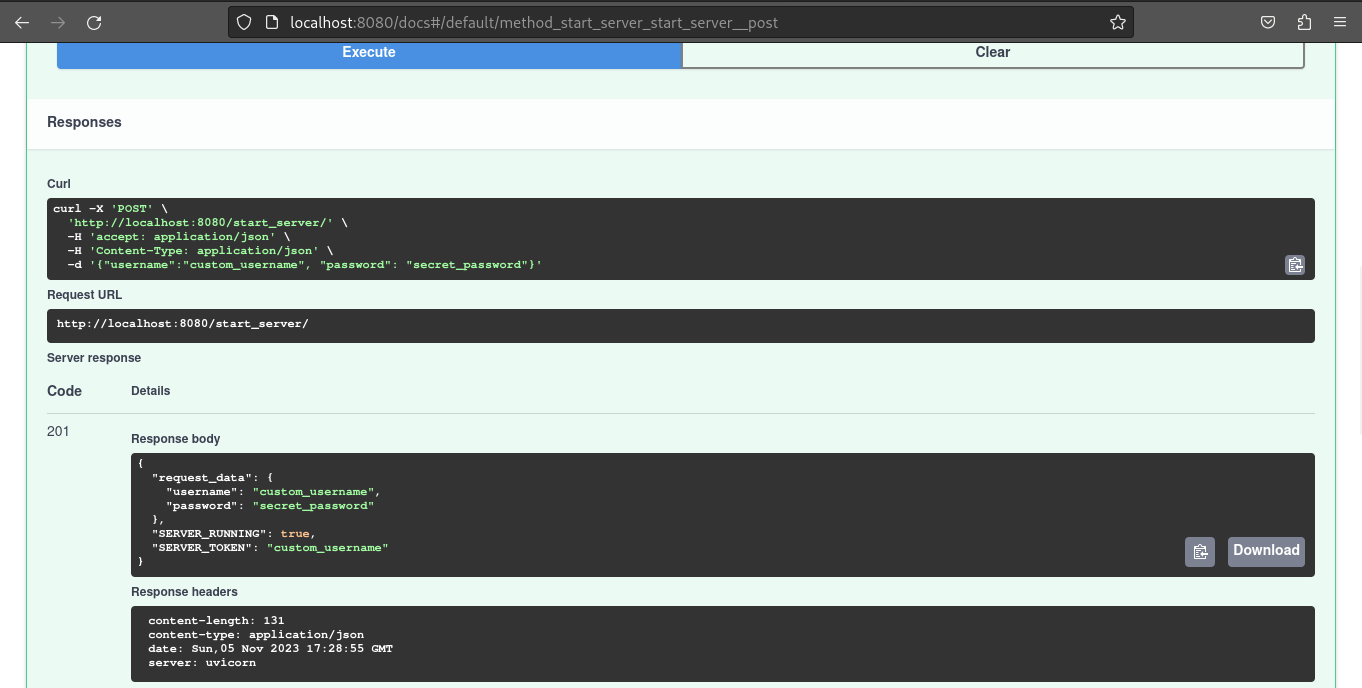 localhost:8080/docs#/default/method_start_server_start_server__post
Execute
Clear
Responses
Curl
curl -X 'POST' \
  'http://localhost:8080/start_server/' \
  -H 'accept: application/json' \
  -H 'Content-Type: application/json' \
  -d '{"username":"custom_username", "password": "secret_password"}'
Request URL
http://localhost:8080/start_server/
Server response
Code Details
201
Response body
{
  "request_data": {
    "username": "custom_username",
    "password": "secret_password"
  },
  "SERVER_RUNNING": true,
  "SERVER_TOKEN": "custom_username"
}
Download
Response headers
content-length: 131
content-type: application/json
date: Sun,05 Nov 2023 17:28:55 GMT
server: uvicorn